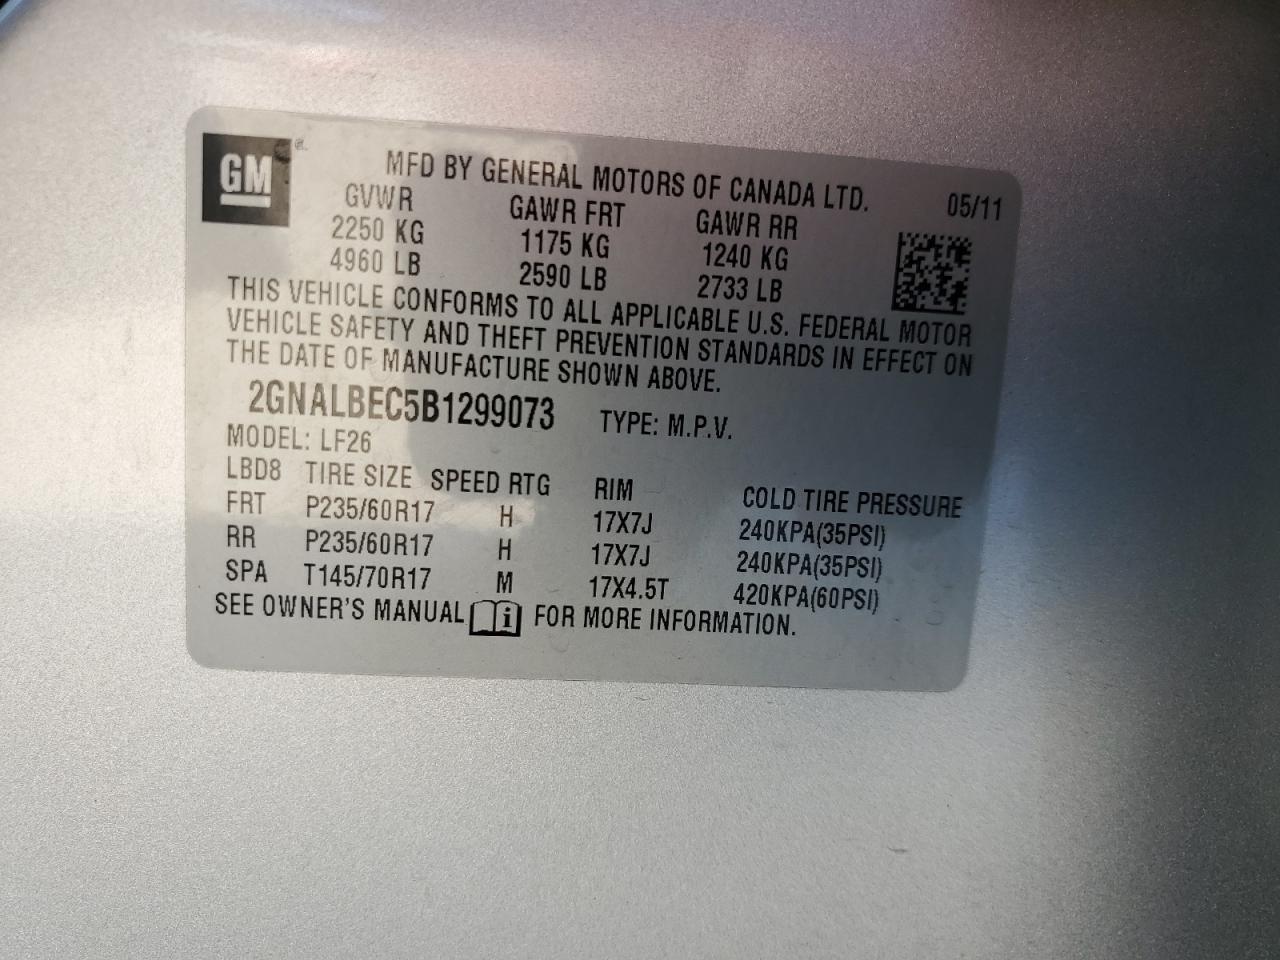 GM
MFD BY GENERAL MOTORS OF CANADA LTD. 05/11
GVWR GAWR FRT GAWR RR
2250 KG 1175 KG 1240 KG
4960 LB 2590 LB 2733 LB
THIS VEHICLE CONFORMS TO ALL APPLICABLE U.S. FEDERAL MOTOR
VEHICLE SAFETY AND THEFT PREVENTION STANDARDS IN EFFECT ON
THE DATE OF MANUFACTURE SHOWN ABOVE.
2GNALBEC5B1299073 TYPE: M.P.V.
MODEL: LF26
LBD8 TIRE SIZE SPEED RTG RIM COLD TIRE PRESSURE
FRT P235/60R17 H 17X7J 240KPA(35PSI)
RR P235/60R17 H 17X7J 240KPA(35PSI)
SPA T145/70R17 M 17X4.5T 420KPA(60PSI)
SEE OWNER'S MANUAL i FOR MORE INFORMATION.